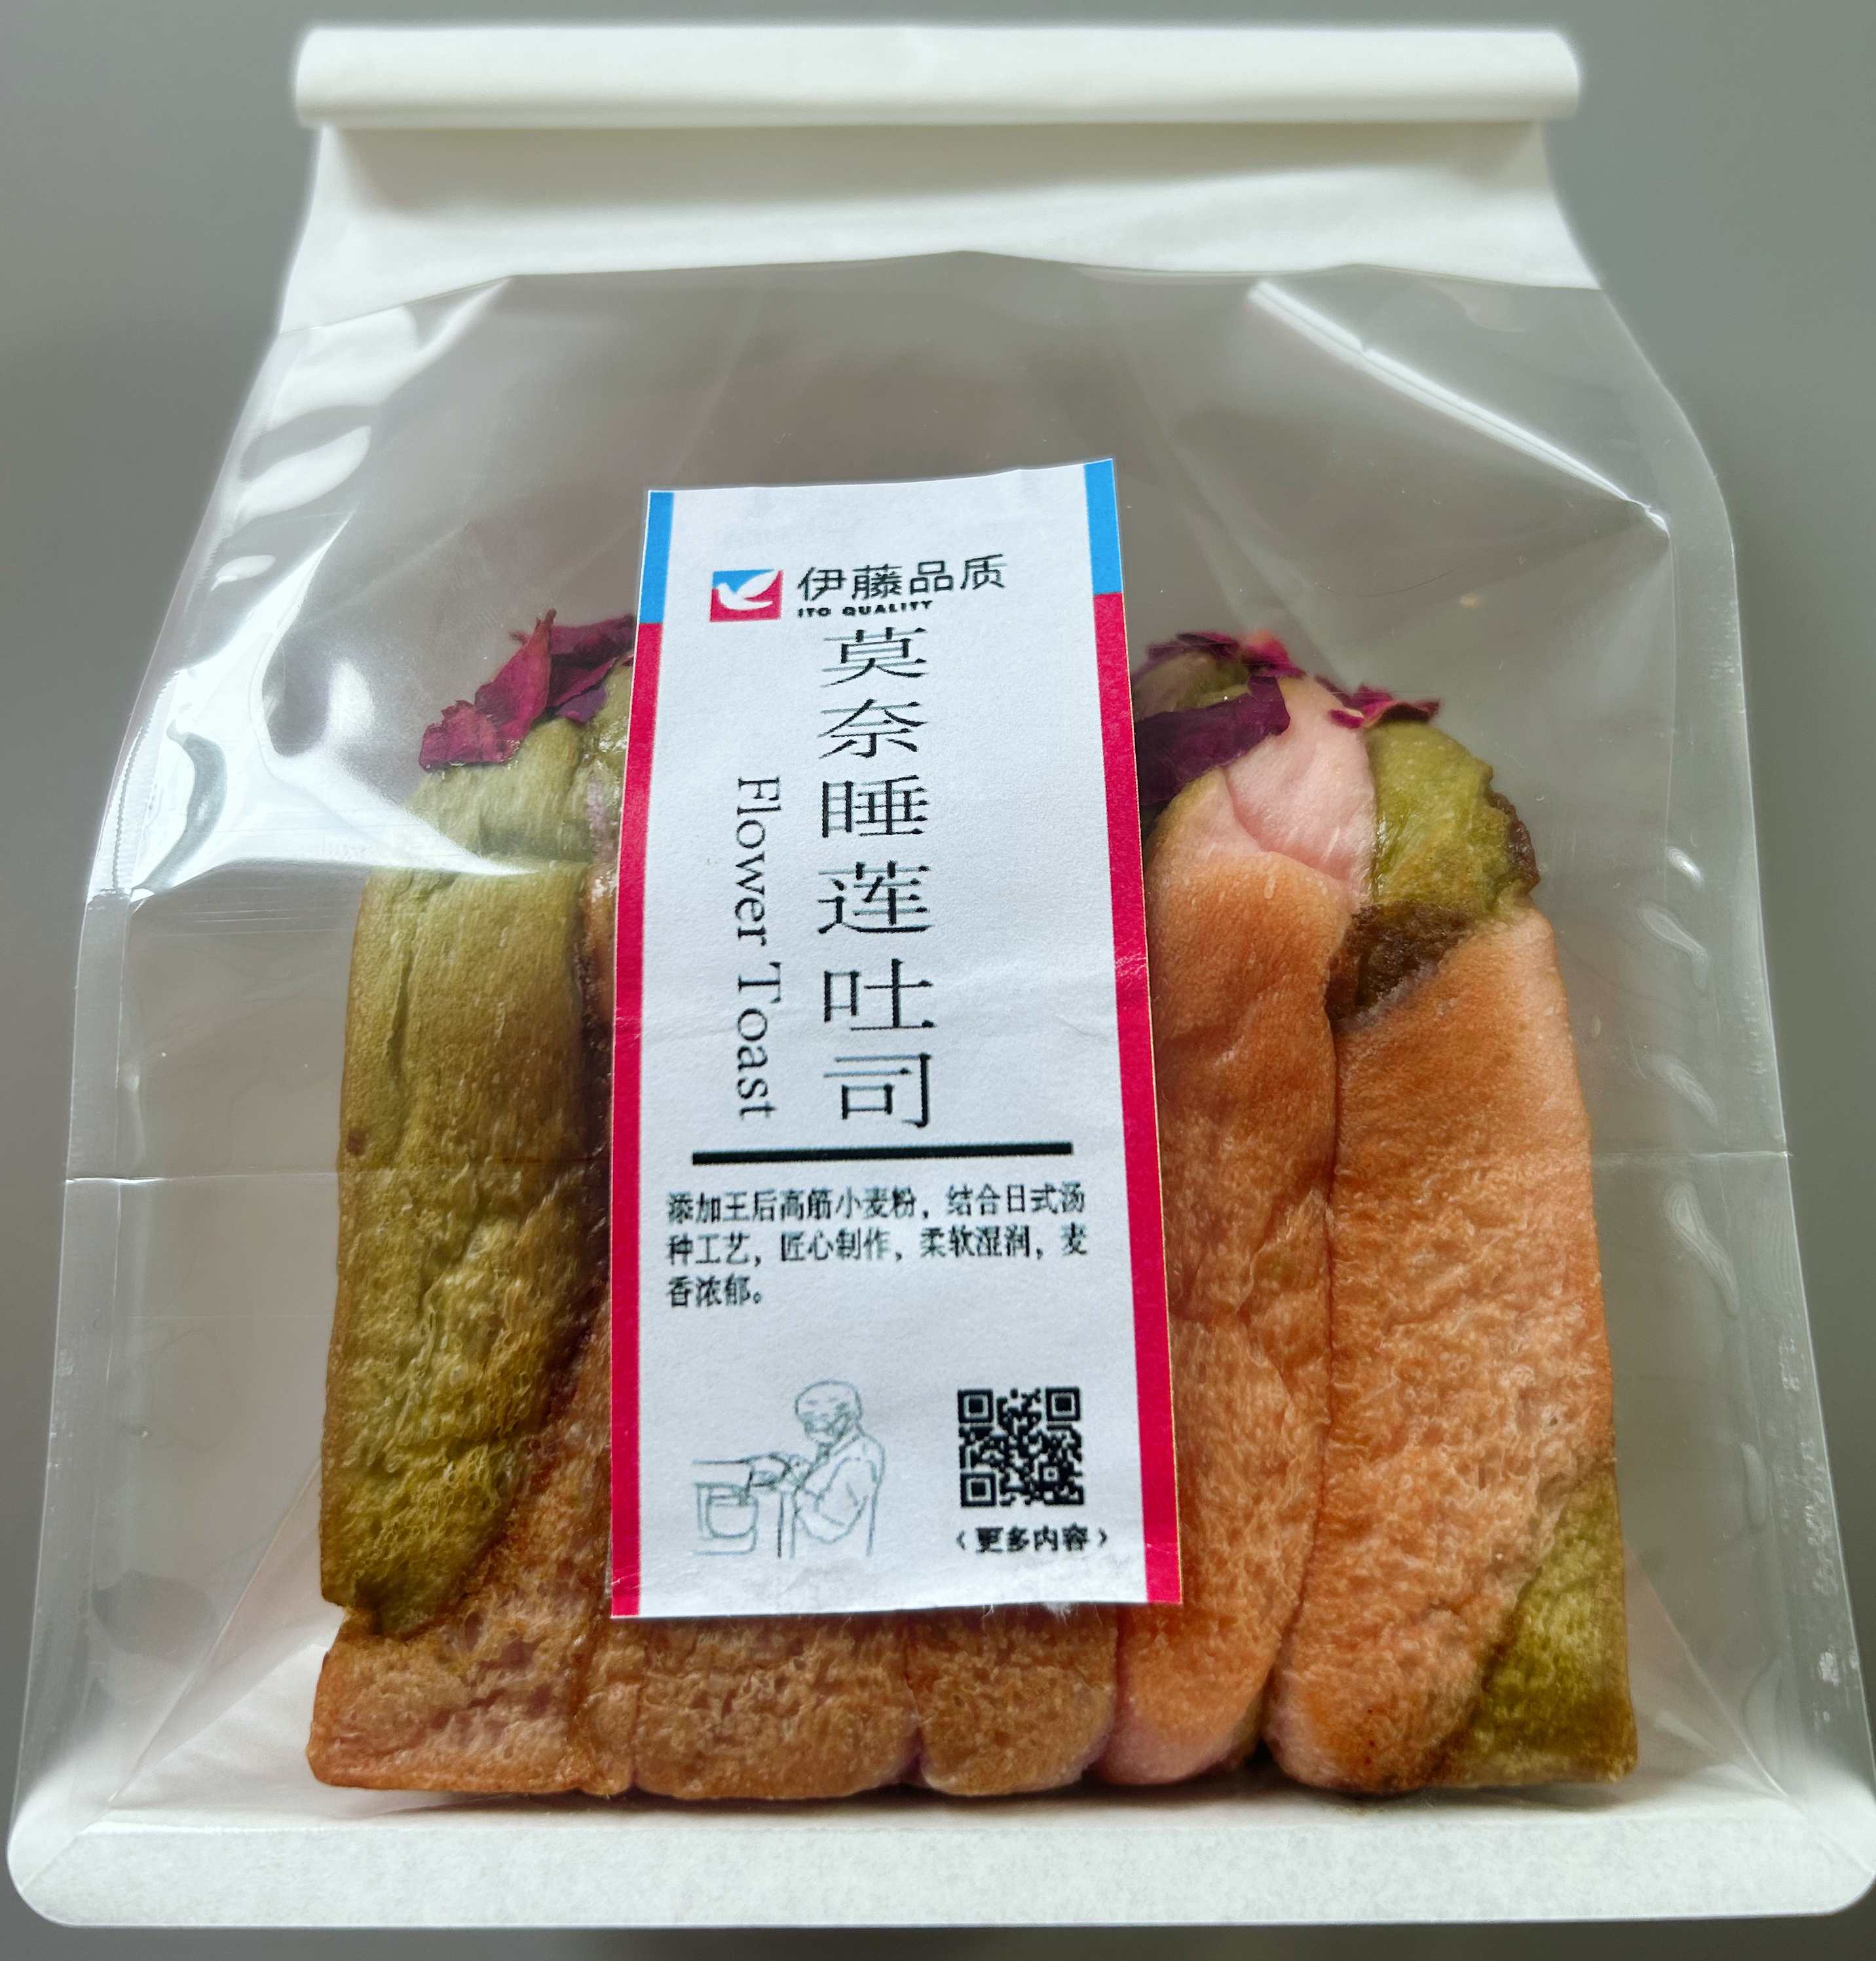 伊藤品质
ITO QUALITY
莫奈睡莲吐司
Flower Toast
添加王后高筋小麦粉，结合日式汤
种工艺，匠心制作，柔软湿润，麦
香浓郁。
〈更多内容〉